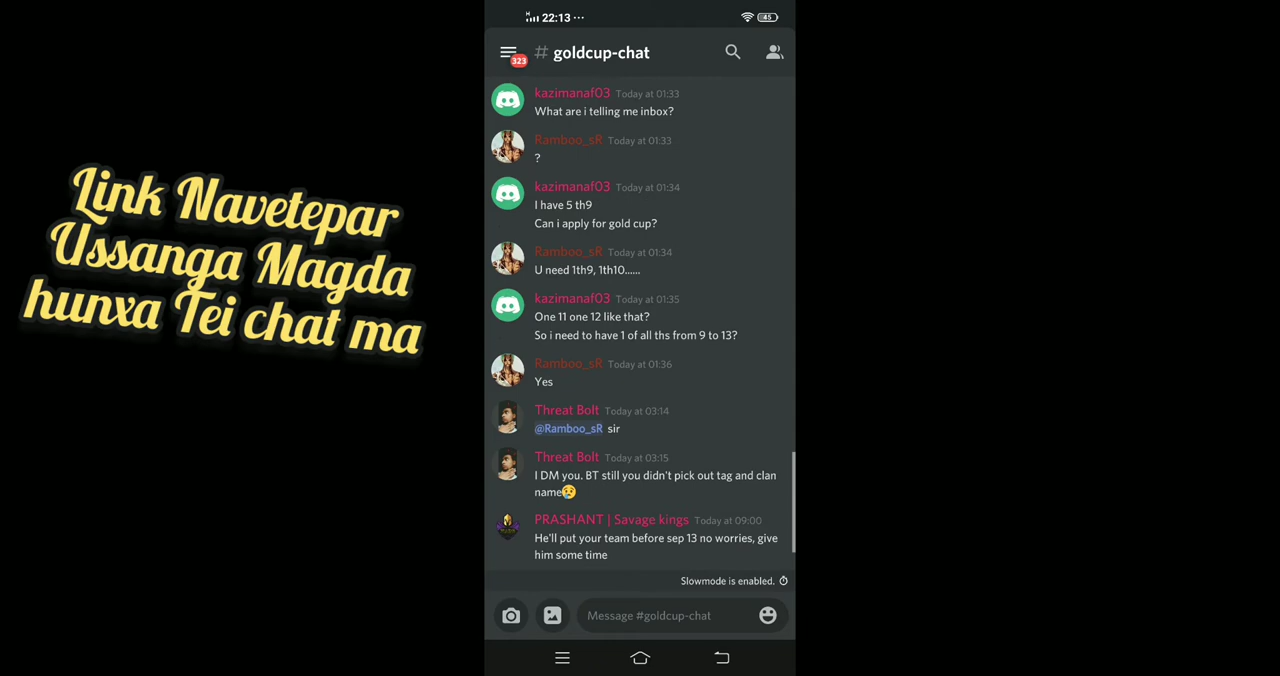 22:13 ...
45
323
# goldcup-chat
kazimanaf03 Today at 01:33
What are i telling me inbox?
Ramboo_sR Today at 01:33
?
kazimanaf03 Today at 01:34
I have 5 th9
Can i apply for gold cup?
Ramboo_sR Today at 01:34
U need 1th9, 1th10......
kazimanaf03 Today at 01:35
One 11 one 12 like that?
So i need to have 1 of all ths from 9 to 13?
Ramboo_sR Today at 01:36
Yes
Threat Bolt Today at 03:14
@Ramboo_sR sir
Threat Bolt Today at 03:15
I DM you. BT still you didn't pick out tag and clan
name😢
PRASHANT | Savage kings Today at 09:00
He'll put your team before sep 13 no worries, give
him some time
Slowmode is enabled.
Message #goldcup-chat
Link Navetepar
Ussanga Magda
hunxa Tei chat ma